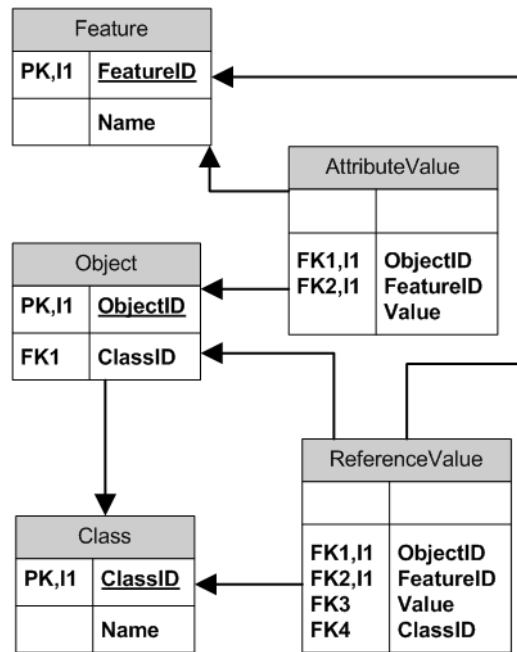 Feature
PK,I1 FeatureID
Name
AttributeValue
FK1,I1 ObjectID
FK2,I1 FeatureID
Value
Object
PK,I1 ObjectID
FK1 ClassID
ReferenceValue
FK1,I1 ObjectID
FK2,I1 FeatureID
FK3 Value
FK4 ClassID
Class
PK,I1 ClassID
Name